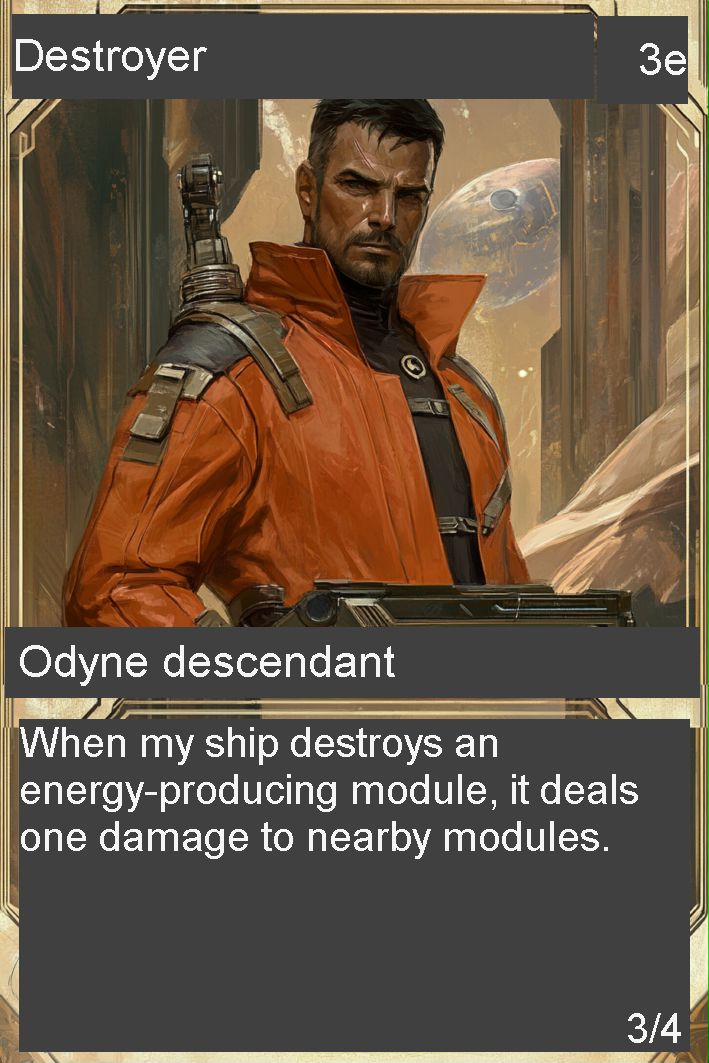 Destroyer
3e
Odyne descendant
When my ship destroys an
energy-producing module, it deals
one damage to nearby modules.
3/4